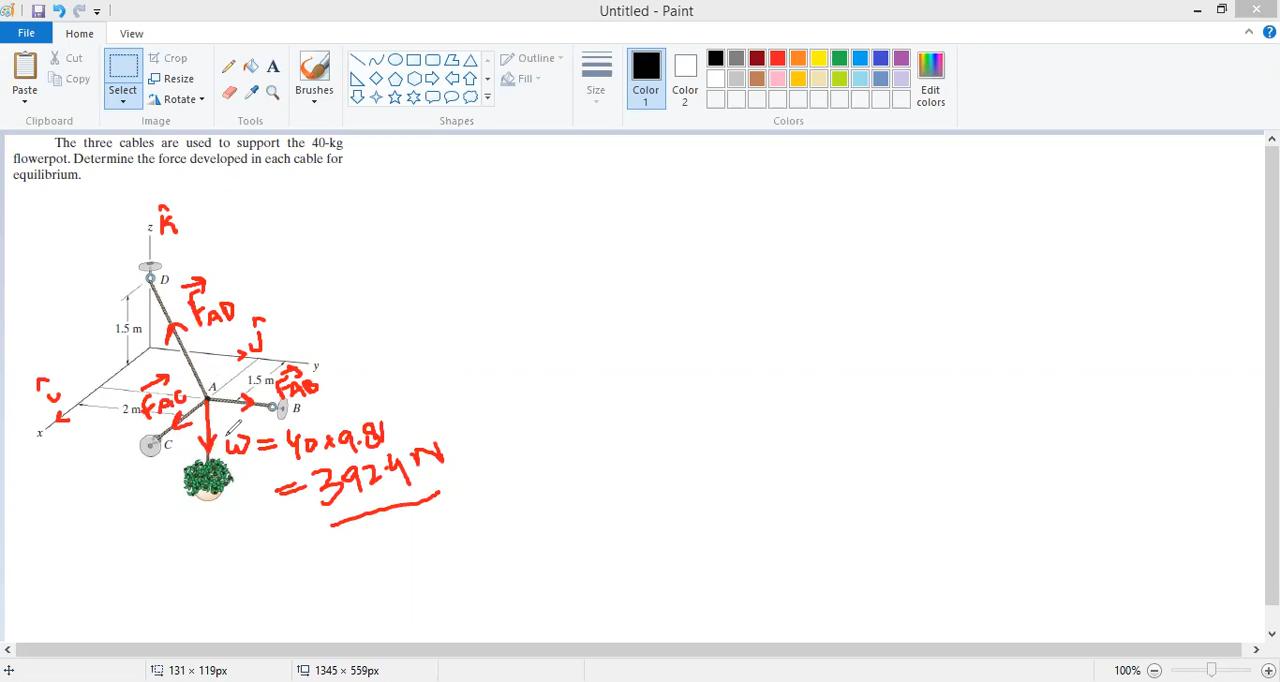 Untitled - Paint
File
Home
View
Paste
Cut
Copy
Clipboard
Select
Crop
Resize
Rotate
Image
A
Tools
Brushes
Shapes
Outline
Fill
Size
Color 1
Color 2
Edit colors
Colors
The three cables are used to support the 40-kg
flowerpot. Determine the force developed in each cable for
equilibrium.
z K̂
D
F⃗AD
1.5 m
ĵ
y
1.5 m
A
F⃗AB
F⃗AC
2 m
B
x
C
W = 40×9.81
= 392.4 N
131 × 119px
1345 × 559px
100%